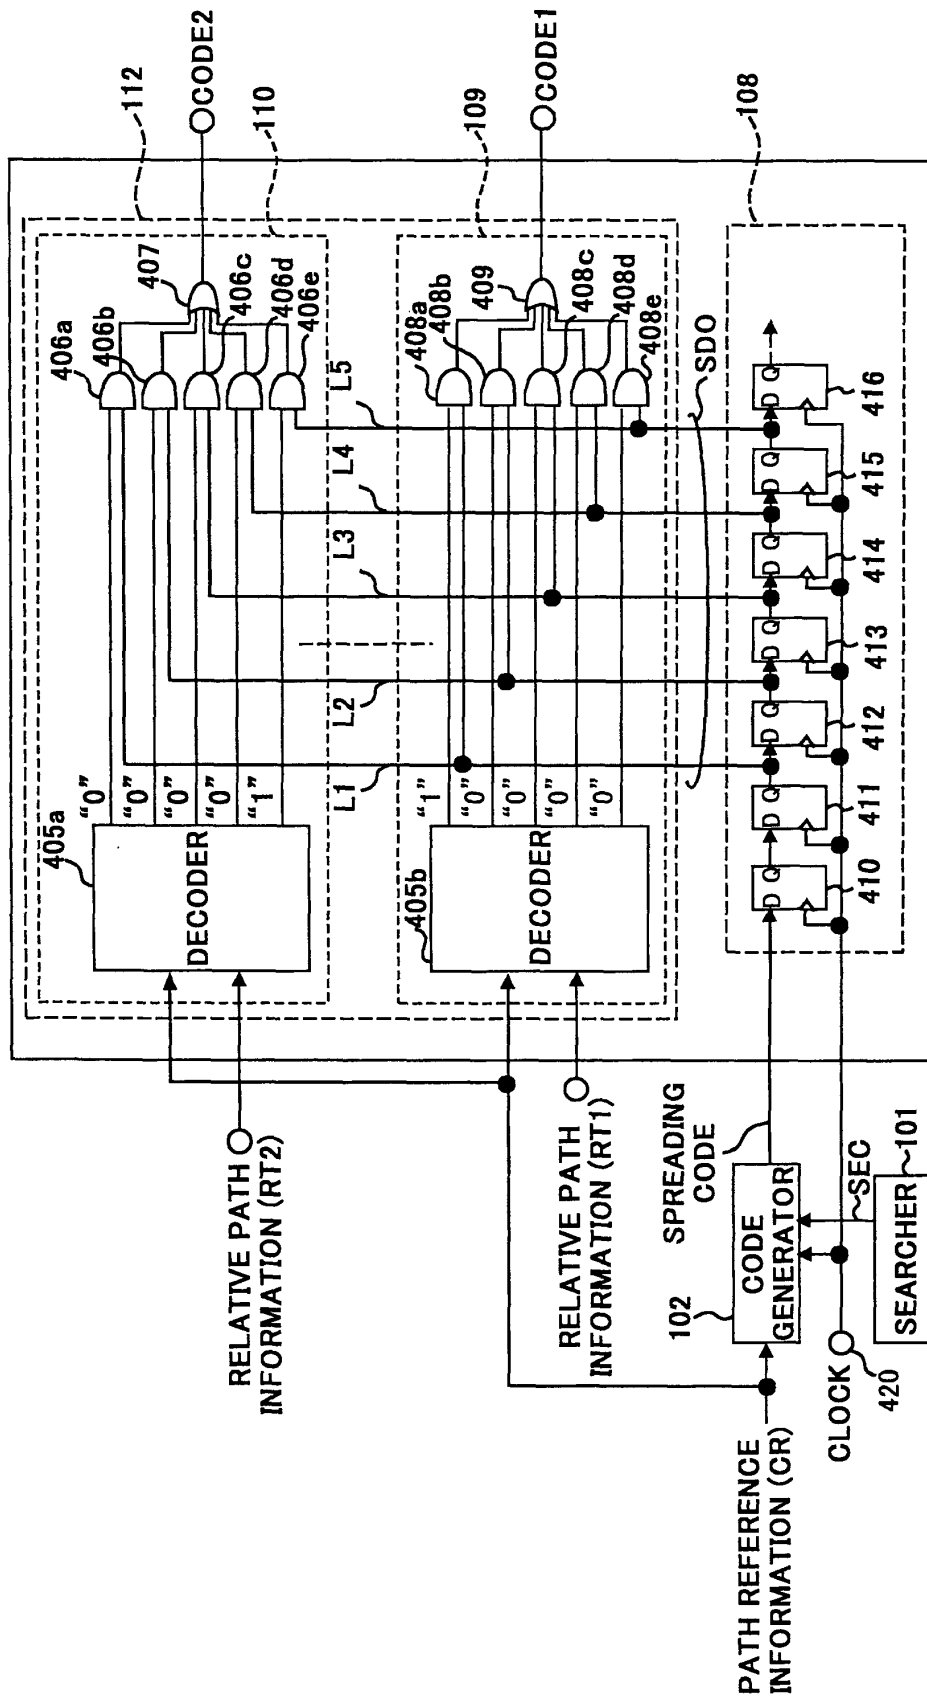 112
CODE2
110
407
406a
406b
406c
406d
406e
405a
DECODER
"0"
"0"
"0"
"0"
"1"
L1
L2
L3
L4
L5
109
CODE1
409
408a
408b
408c
408d
408e
405b
DECODER
"1"
"0"
"0"
"0"
"0"
SDO
108
D Q
D Q
D Q
D Q
D Q
D Q
D Q
410
411
412
413
414
415
416
RELATIVE PATH
INFORMATION (RT2)
RELATIVE PATH
INFORMATION (RT1)
SPREADING
CODE
102
CODE
GENERATOR
SEC
101
SEARCHER
CLOCK
420
PATH REFERENCE
INFORMATION (CR)